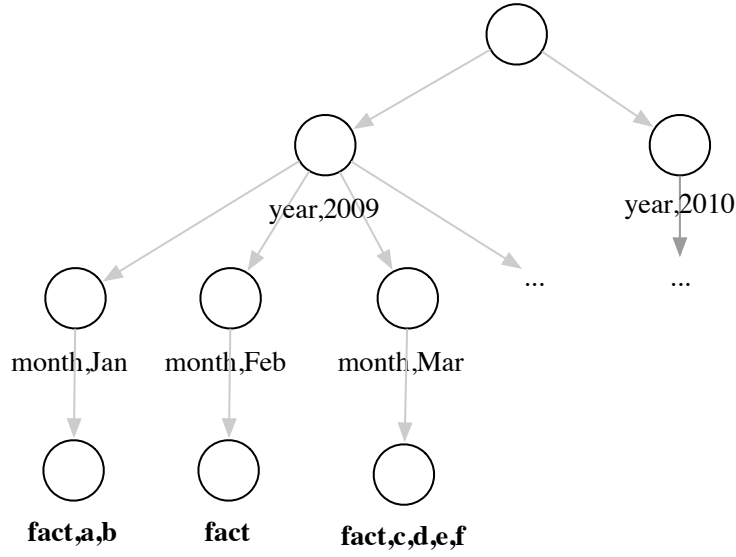 year,2009
year,2010
...
...
month,Jan
month,Feb
month,Mar
fact,a,b
fact
fact,c,d,e,f